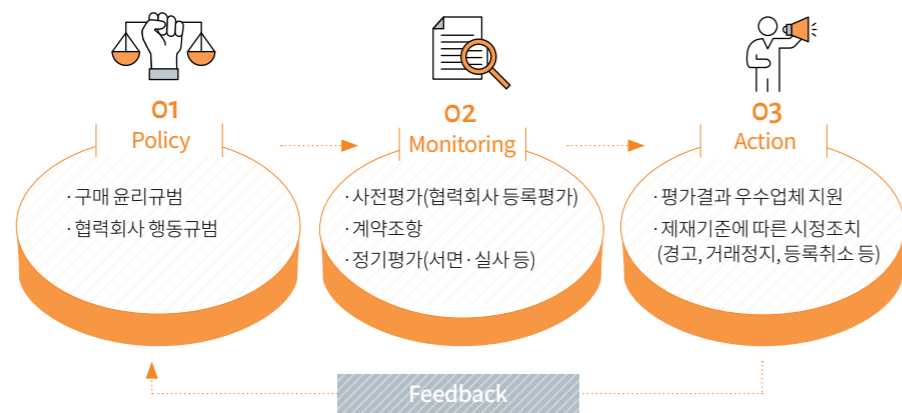 01
Policy
· 구매 윤리규범
· 협력회사 행동규범
02
Monitoring
· 사전평가(협력회사 등록평가)
· 계약조항
· 정기평가(서면·실사 등)
03
Action
· 평가결과 우수업체 지원
· 제재기준에 따른 시정조치
(경고, 거래정지, 등록취소 등)
Feedback